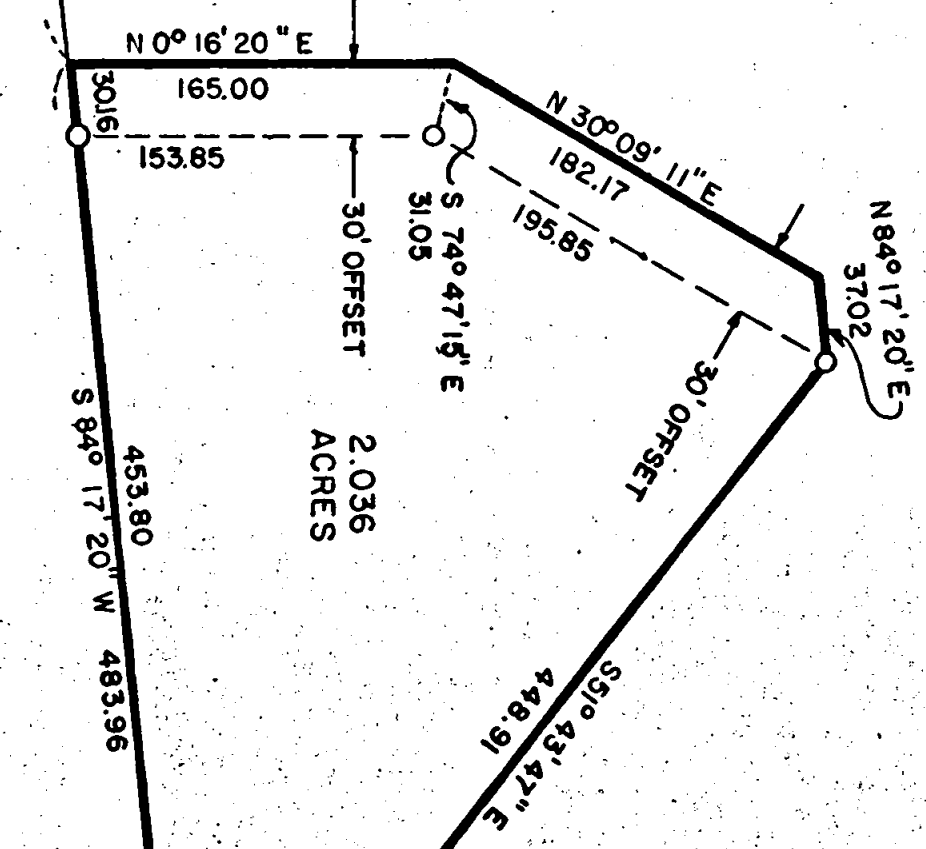 N 0° 16' 20" E
165.00
30.16
153.85
30' OFFSET
S 74° 47' 15" E
31.05
N 30° 09' 11" E
182.17
195.85
N 84° 17' 20" E
37.02
30' OFFSET
2.036
ACRES
453.80
S 84° 17' 20" W 483.96
S51° 43' 47" E
448.91